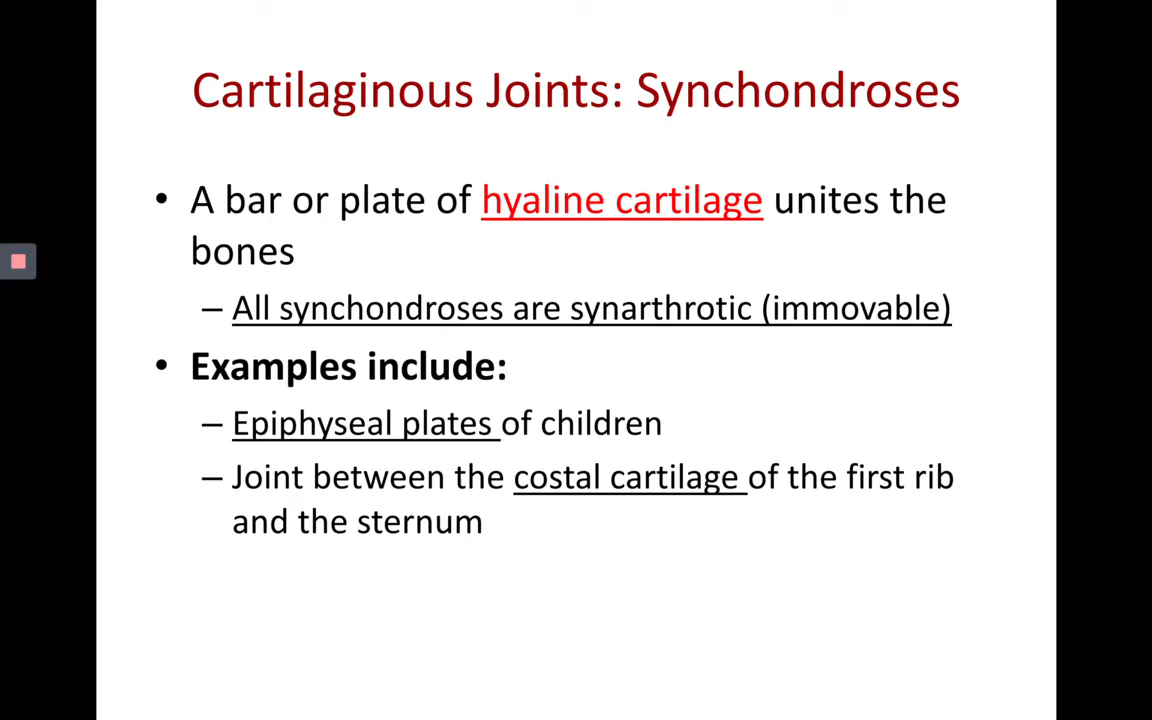 Cartilaginous Joints: Synchondroses
• A bar or plate of hyaline cartilage unites the
bones
– All synchondroses are synarthrotic (immovable)
• Examples include:
– Epiphyseal plates of children
– Joint between the costal cartilage of the first rib
and the sternum